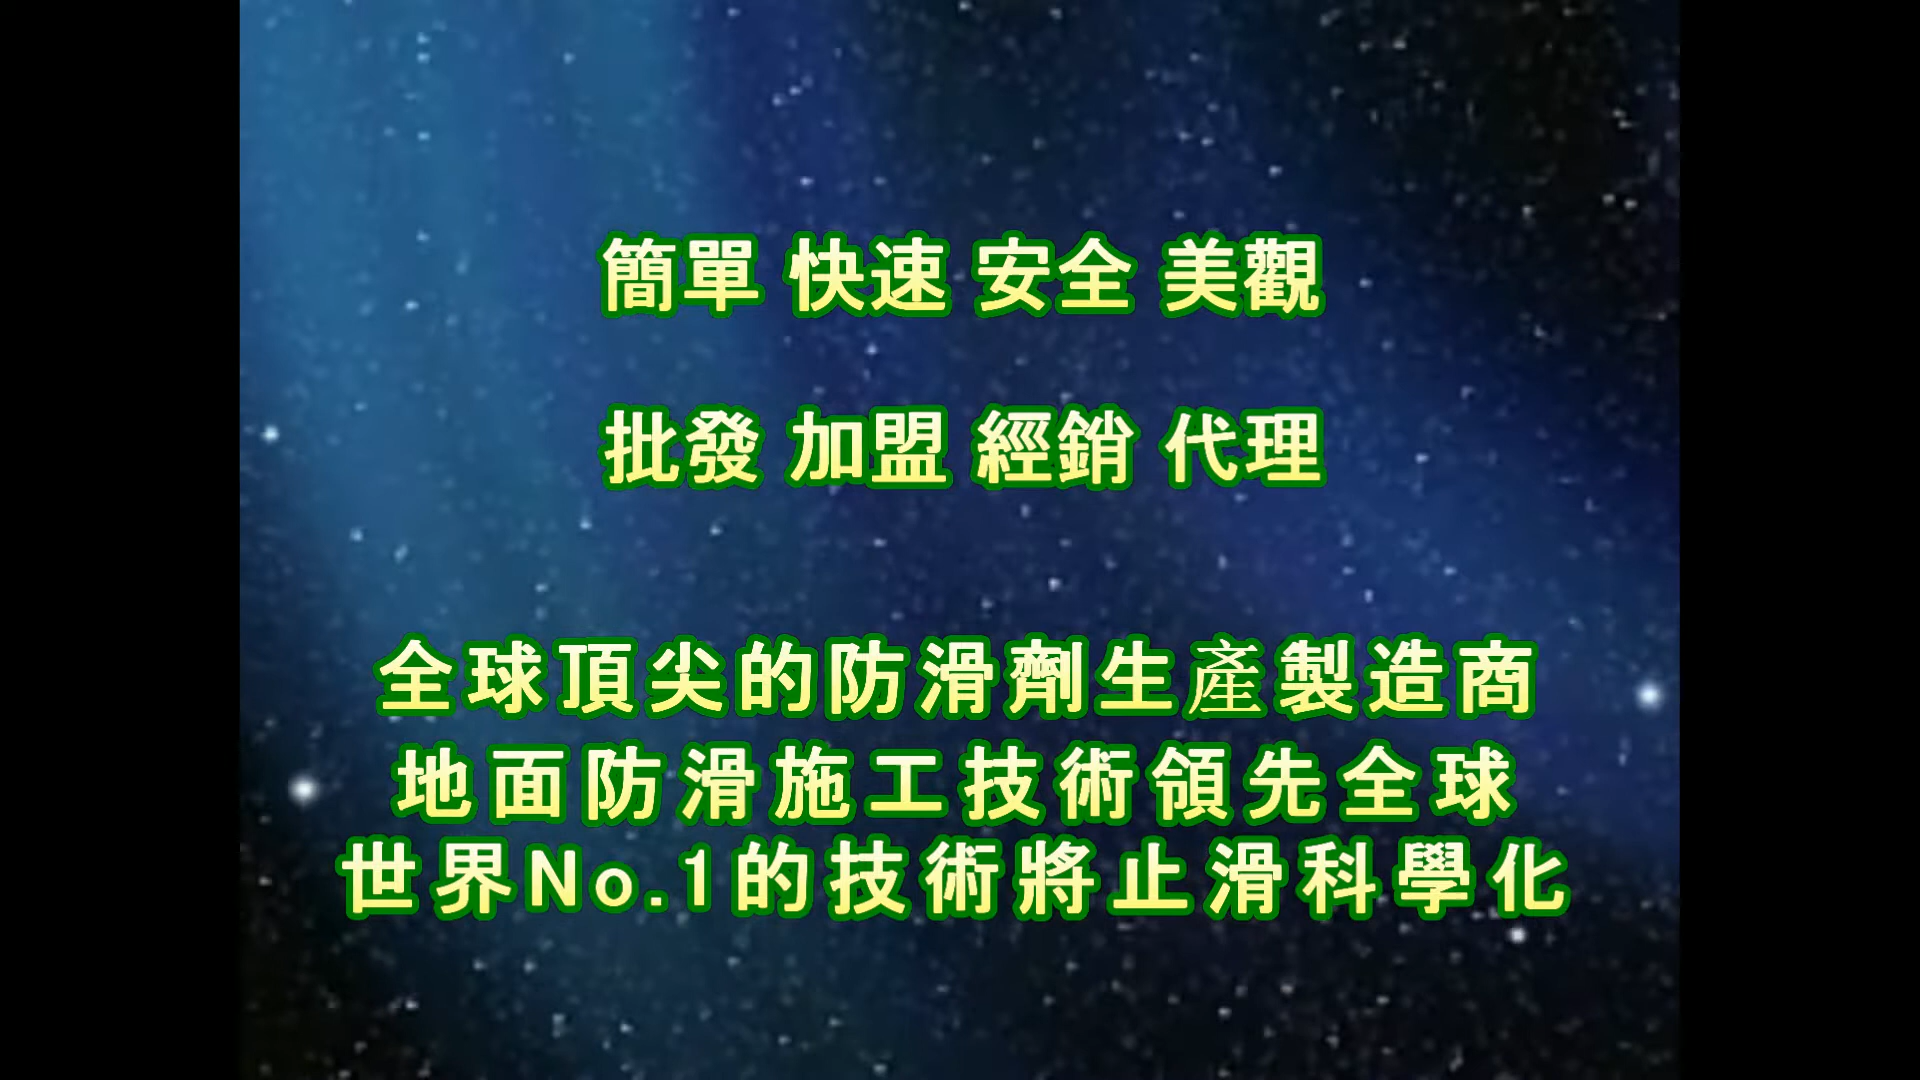 簡單 快速 安全 美觀
批發 加盟 經銷 代理
全球頂尖的防滑劑生產製造商
地面防滑施工技術領先全球
世界No.1的技術將止滑科學化